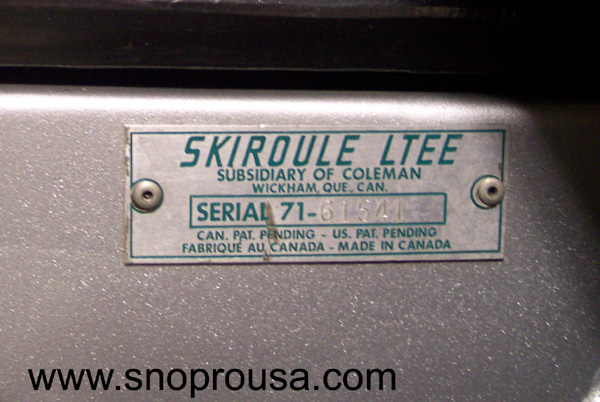 SKIROULE LTEE
SUBSIDIARY OF COLEMAN
WICKHAM, QUE., CAN.
SERIAL 71-61541
CAN. PAT. PENDING - US. PAT. PENDING
FABRIQUE AU CANADA - MADE IN CANADA
www.snoprousa.com